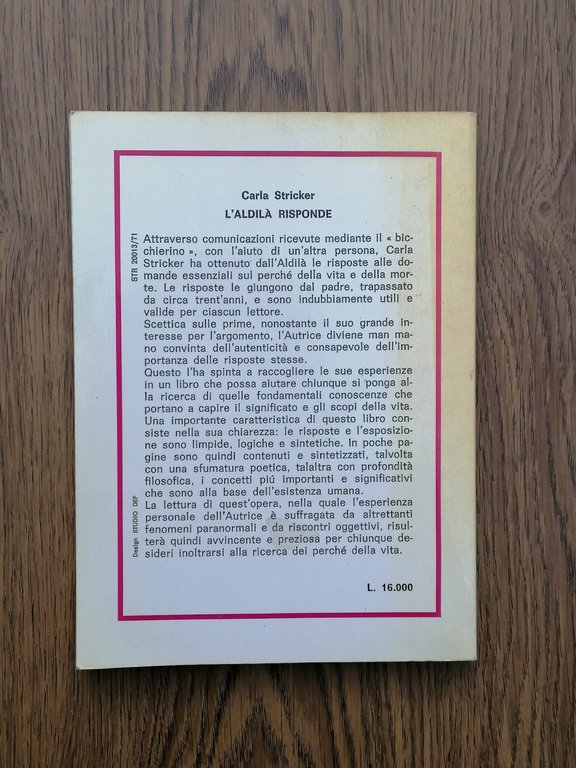 Carla Stricker
L'ALDILÀ RISPONDE
Attraverso comunicazioni ricevute mediante il « bic-
chierino », con l'aiuto di un'altra persona, Carla
Stricker ha ottenuto dall'Aldilà le risposte alle do-
mande essenziali sul perché della vita e della mor-
te. Le risposte le giungono dal padre, trapassato
da circa trent'anni, e sono indubbiamente utili e
valide per ciascun lettore.
Scettica sulle prime, nonostante il suo grande in-
teresse per l'argomento, l'Autrice diviene man ma-
no convinta dell'autenticità e consapevole dell'im-
portanza delle risposte stesse.
Questo l'ha spinta a raccogliere le sue esperienze
in un libro che possa aiutare chiunque si ponga al-
la ricerca di quelle fondamentali conoscenze che
portano a capire il significato e gli scopi della vita.
Una importante caratteristica di questo libro con-
siste nella sua chiarezza: le risposte e l'esposizio-
ne sono limpide, logiche e sintetiche. In poche pa-
gine sono quindi contenuti e sintetizzati, talvolta
con una sfumatura poetica, talaltra con profondità
filosofica, i concetti piú importanti e significativi
che sono alla base dell'esistenza umana.
La lettura di quest'opera, nella quale l'esperienza
personale dell'Autrice è suffragata da altrettanti
fenomeni paranormali e da riscontri oggettivi, risul-
terà quindi avvincente e preziosa per chiunque de-
sideri inoltrarsi alla ricerca dei perché della vita.
L. 16.000
STR 20013/71
Design STUDIO DEF